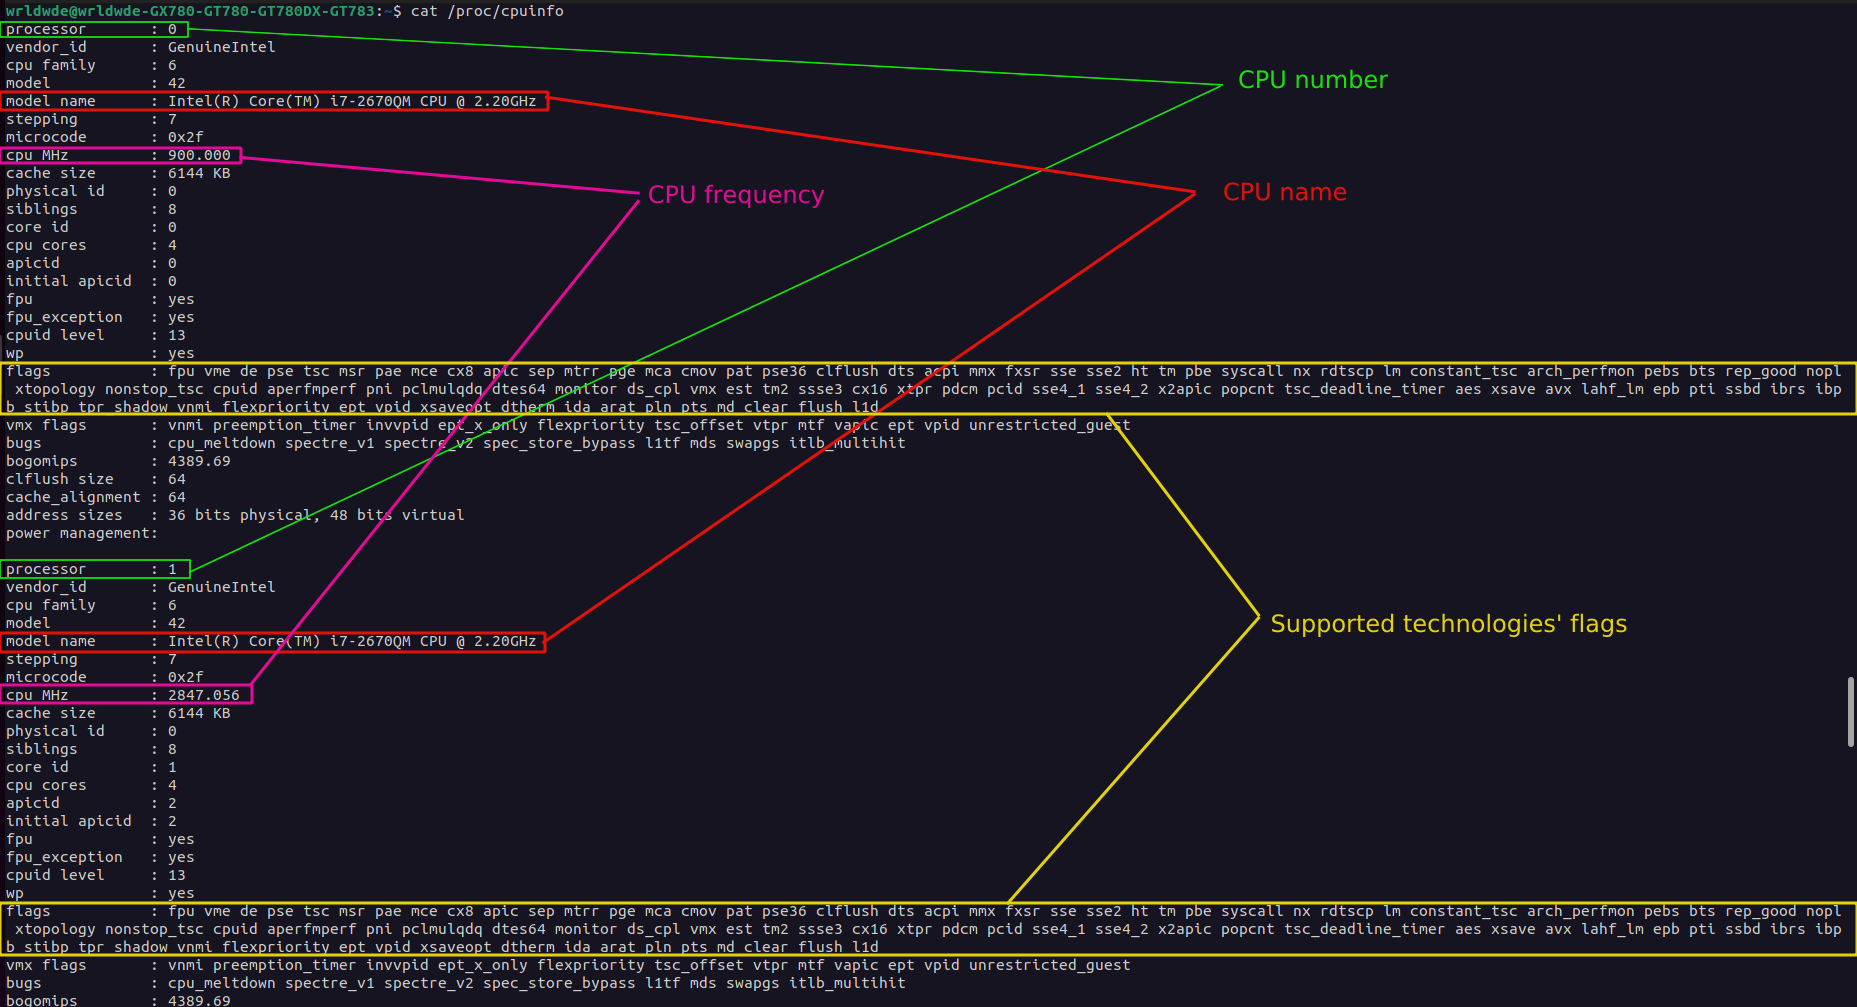 wrldwde@wrldwde-GX780-GT780-GT780DX-GT783:~$ cat /proc/cpuinfo
processor : 0
vendor_id : GenuineIntel
cpu family : 6
model : 42
model name : Intel(R) Core(TM) i7-2670QM CPU @ 2.20GHz
stepping : 7
microcode : 0x2f
cpu MHz : 900.000
cache size : 6144 KB
physical id : 0
siblings : 8
core id : 0
cpu cores : 4
apicid : 0
initial apicid : 0
fpu : yes
fpu_exception : yes
cpuid level : 13
wp : yes
flags : fpu vme de pse tsc msr pae mce cx8 apic sep mtrr pge mca cmov pat pse36 clflush dts acpi mmx fxsr sse sse2 ht tm pbe syscall nx rdtscp lm constant_tsc arch_perfmon pebs bts rep_good nopl
xtopology nonstop_tsc cpuid aperfmperf pni pclmulqdq dtes64 monitor ds_cpl vmx est tm2 ssse3 cx16 xtpr pdcm pcid sse4_1 sse4_2 x2apic popcnt tsc_deadline_timer aes xsave avx lahf_lm epb pti ssbd ibrs ibp
b stibp tpr_shadow vnmi flexpriority ept vpid xsaveopt dtherm ida arat pln pts md_clear flush_l1d
vmx flags : vnmi preemption_timer invvpid ept_x_only flexpriority tsc_offset vtpr mtf vapic ept vpid unrestricted_guest
bugs : cpu_meltdown spectre_v1 spectre_v2 spec_store_bypass l1tf mds swapgs itlb_multihit
bogomips : 4389.69
clflush size : 64
cache_alignment : 64
address sizes : 36 bits physical, 48 bits virtual
power management:
processor : 1
vendor_id : GenuineIntel
cpu family : 6
model : 42
model name : Intel(R) Core(TM) i7-2670QM CPU @ 2.20GHz
stepping : 7
microcode : 0x2f
cpu MHz : 2847.056
cache size : 6144 KB
physical id : 0
siblings : 8
core id : 1
cpu cores : 4
apicid : 2
initial apicid : 2
fpu : yes
fpu_exception : yes
cpuid level : 13
wp : yes
flags : fpu vme de pse tsc msr pae mce cx8 apic sep mtrr pge mca cmov pat pse36 clflush dts acpi mmx fxsr sse sse2 ht tm pbe syscall nx rdtscp lm constant_tsc arch_perfmon pebs bts rep_good nopl
xtopology nonstop_tsc cpuid aperfmperf pni pclmulqdq dtes64 monitor ds_cpl vmx est tm2 ssse3 cx16 xtpr pdcm pcid sse4_1 sse4_2 x2apic popcnt tsc_deadline_timer aes xsave avx lahf_lm epb pti ssbd ibrs ibp
b stibp tpr_shadow vnmi flexpriority ept vpid xsaveopt dtherm ida arat pln pts md_clear flush_l1d
vmx flags : vnmi preemption_timer invvpid ept_x_only flexpriority tsc_offset vtpr mtf vapic ept vpid unrestricted_guest
bugs : cpu_meltdown spectre_v1 spectre_v2 spec_store_bypass l1tf mds swapgs itlb_multihit
bogomips : 4389.69
CPU number
CPU name
CPU frequency
Supported technologies' flags